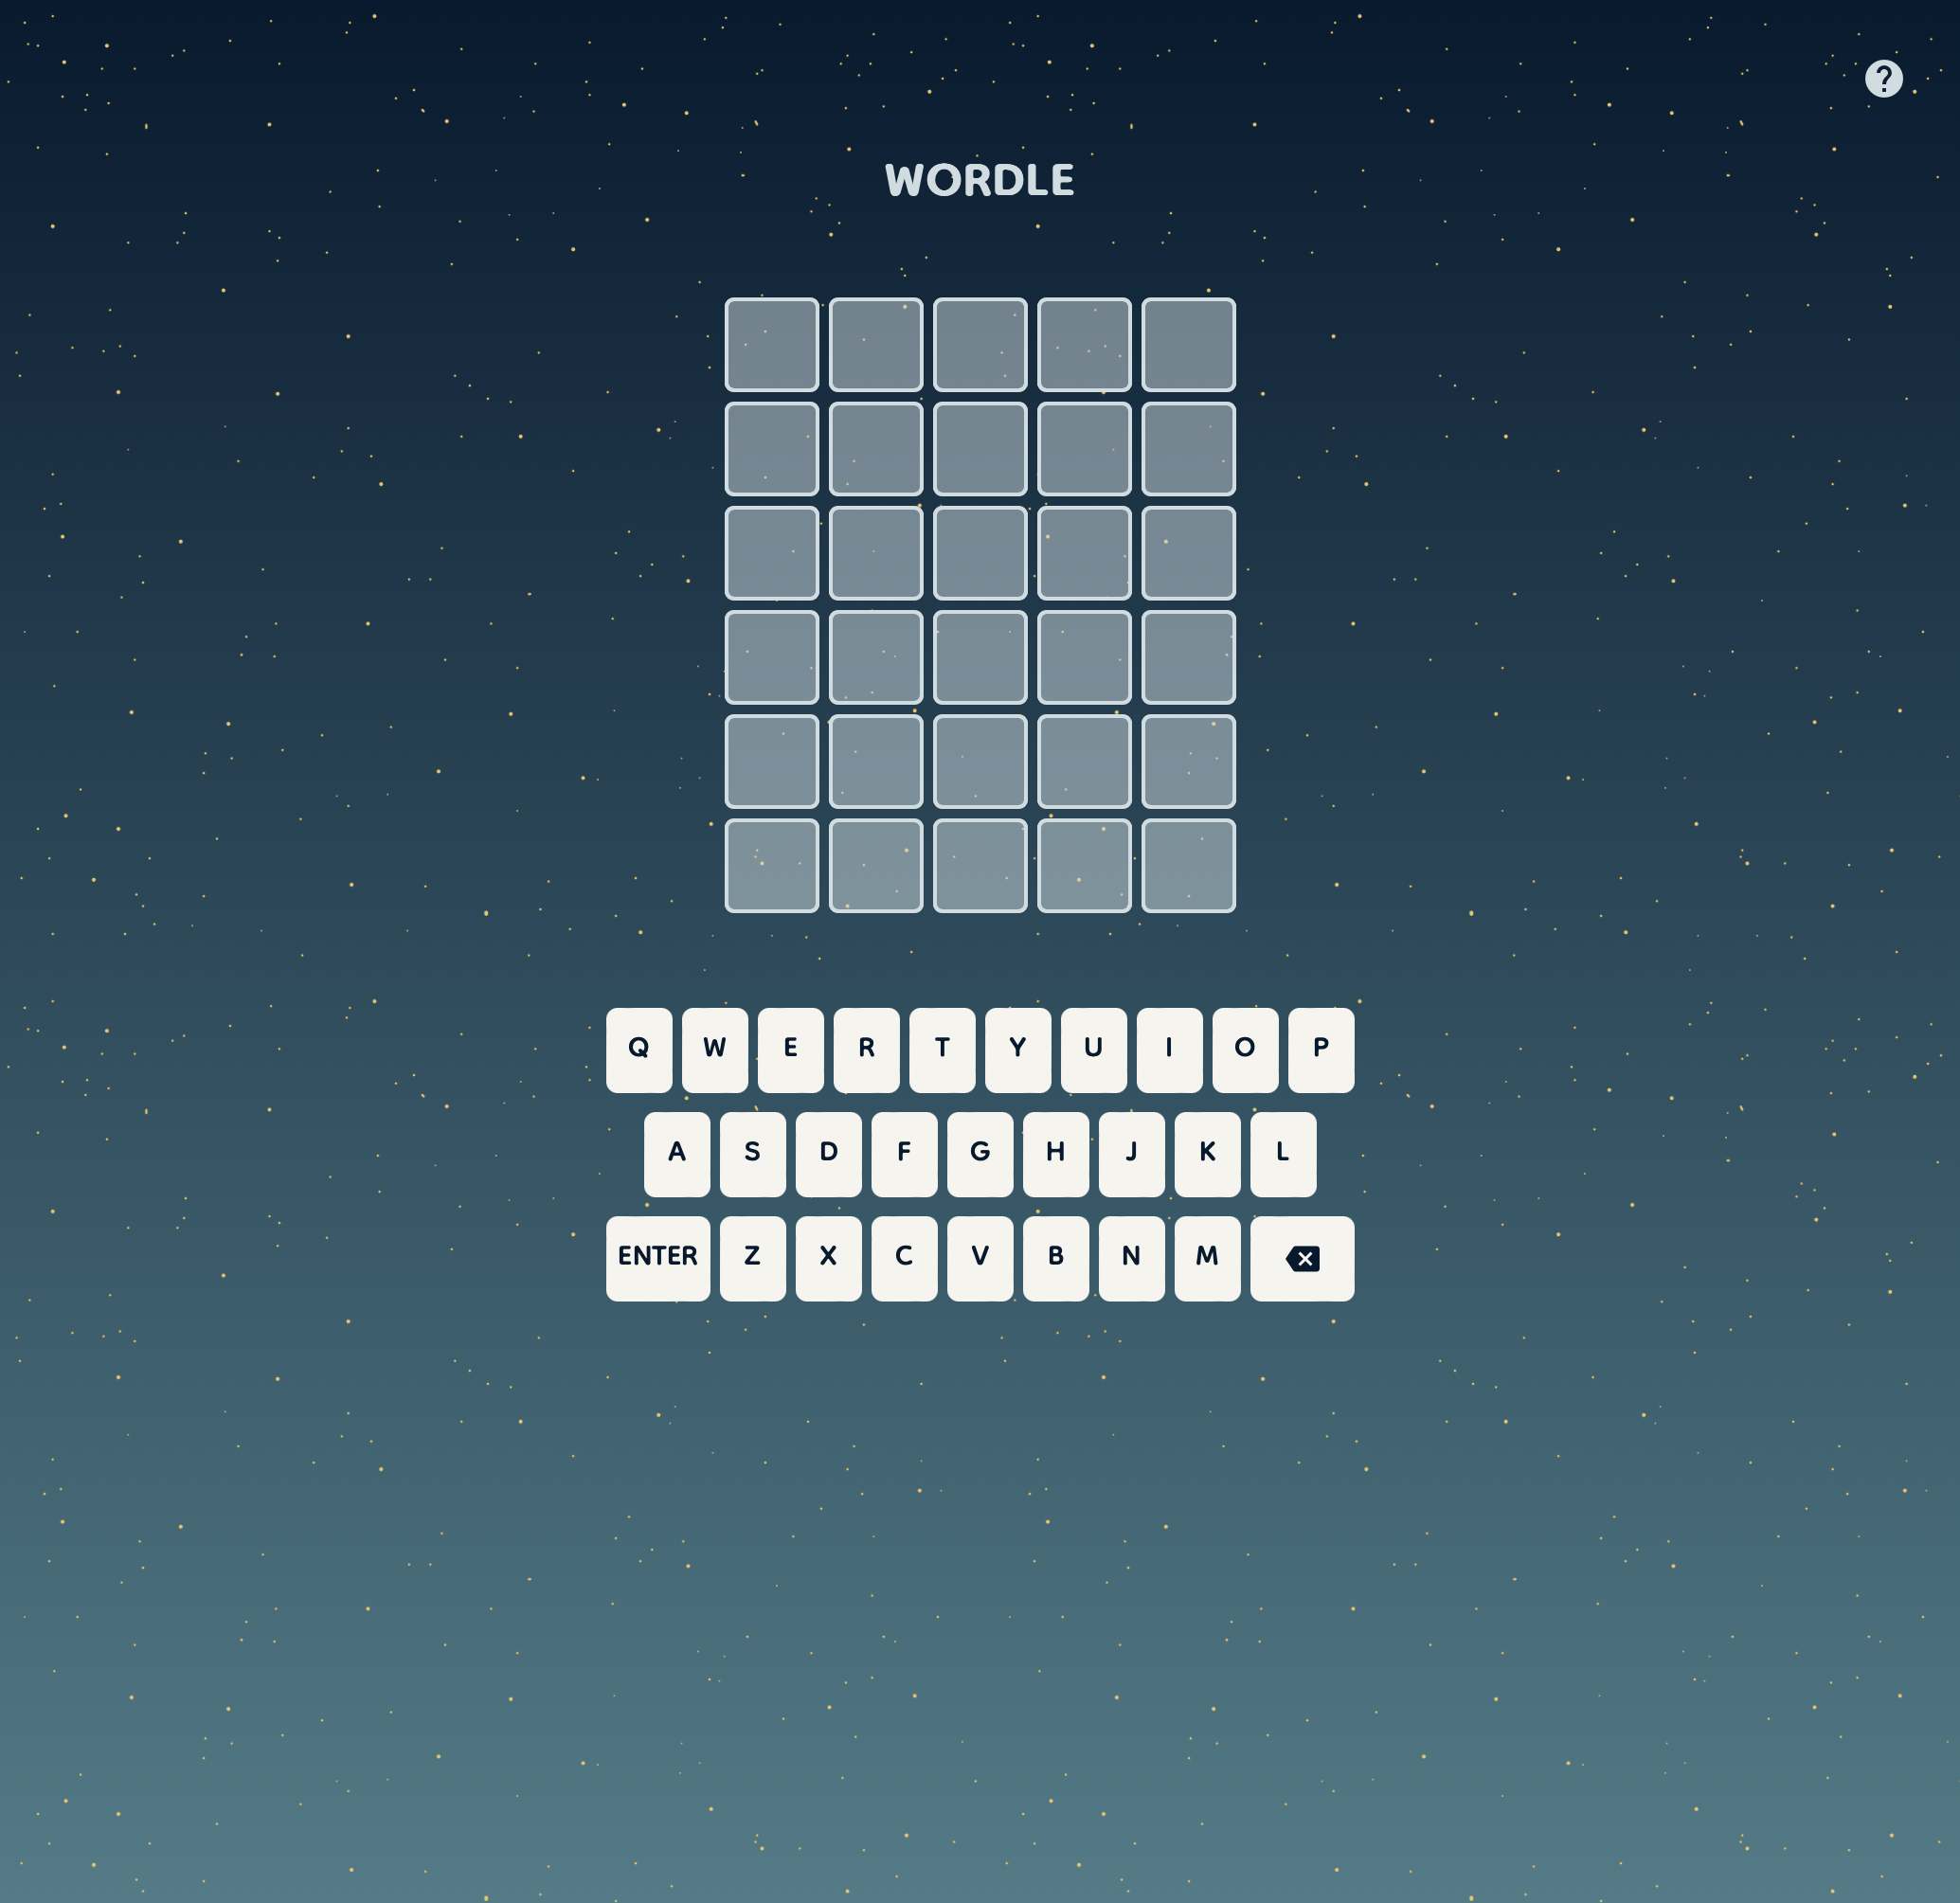 ?
WORDLE
Q W E R T Y U I O P
A S D F G H J K L
ENTER Z X C V B N M